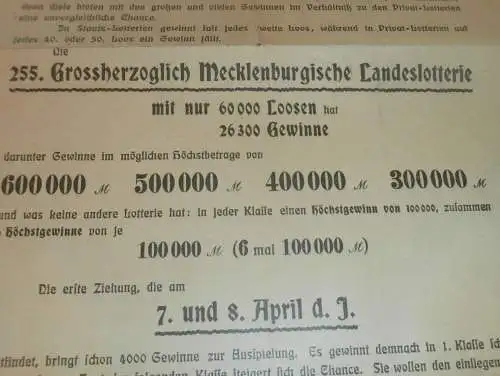 denn diese bieten mit den großen und vielen Gewinnen im Verhältnis zu den Privat-Lotterien
eine unvergleichliche Chance.
In Staats-Lotterien gewinnt fast jedes zweite Loos, während in Privat-Lotterien auf
jedes 40. oder 50. Loos ein Gewinn fällt.
Die
255. Grossherzoglich Mecklenburgische Landeslotterie
mit nur 60000 Loosen hat
26300 Gewinne
darunter Gewinne im möglichen Höchstbetrage von
600000 M 500000 M 400000 M 300000 M
und was keine andere Lotterie hat: in jeder Klasse einen Höchstgewinn von 100000, zusammen
Höchstgewinne von je
100000 M (6 mal 100000 M)
Die erste Ziehung, die am
7. und 8. April d. J.
stattfindet, bringt schon 4000 Gewinne zur Ausspielung. Es gewinnt demnach in 1. Klasse schon
folgenden Klasse steigert sich die Chance. Sie wollen den einliegen